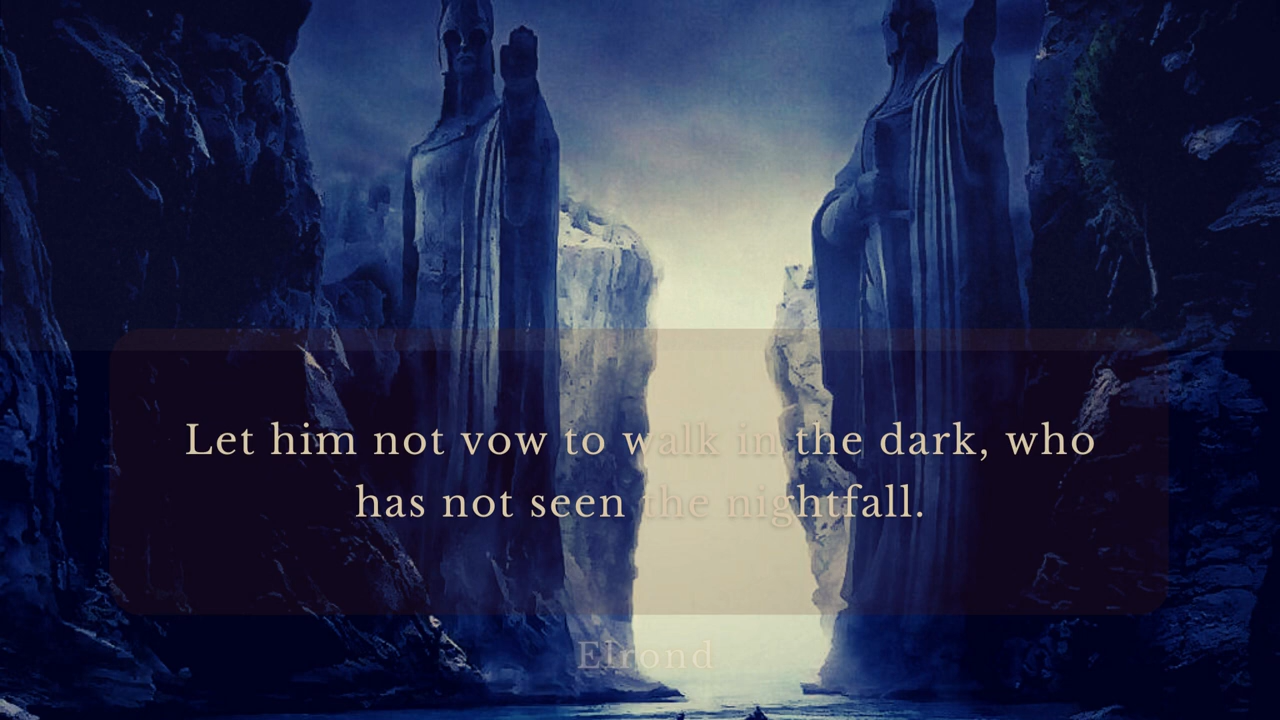 Let him not vow to walk in the dark, who
has not seen the nightfall.
Elrond